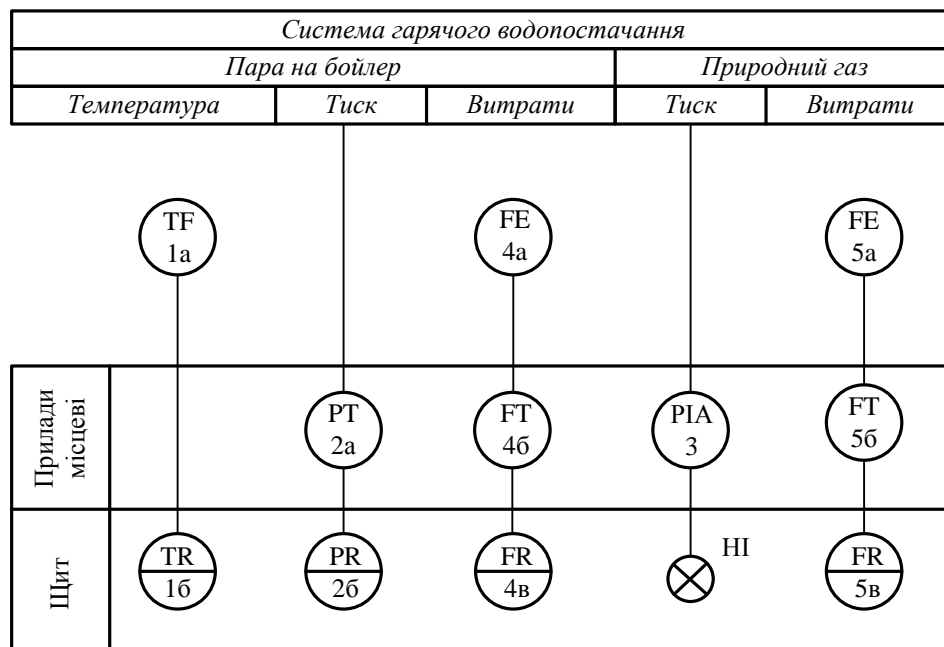 Система гарячого водопостачання
Пара на бойлер
Природний газ
Температура
Тиск
Витрати
Тиск
Витрати
TF
1а
FE
4а
FE
5а
Прилади
місцеві
PT
2а
FT
4б
PIA
3
FT
5б
Щит
TR
1б
PR
2б
FR
4в
HI
FR
5в